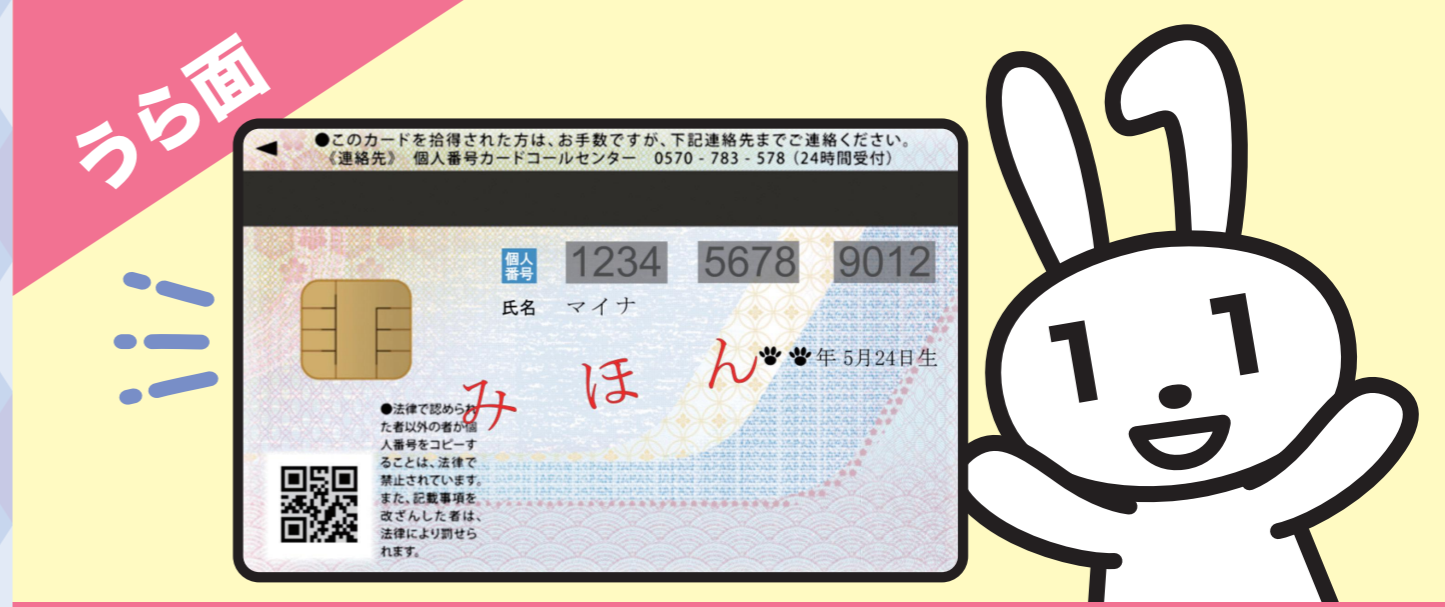 うら面
●このカードを拾得された方は、お手数ですが、下記連絡先までご連絡ください。
《連絡先》 個人番号カードコールセンター 0570 - 783 - 578（24時間受付）
個人番号 1234 5678 9012
氏名 マイナ
年 5月24日生
みほん
●法律で認められ
た者以外の者が個
人番号をコピーす
ることは、法律で
禁止されています。
また、記載事項を
改ざんした者は、
法律により罰せら
れます。